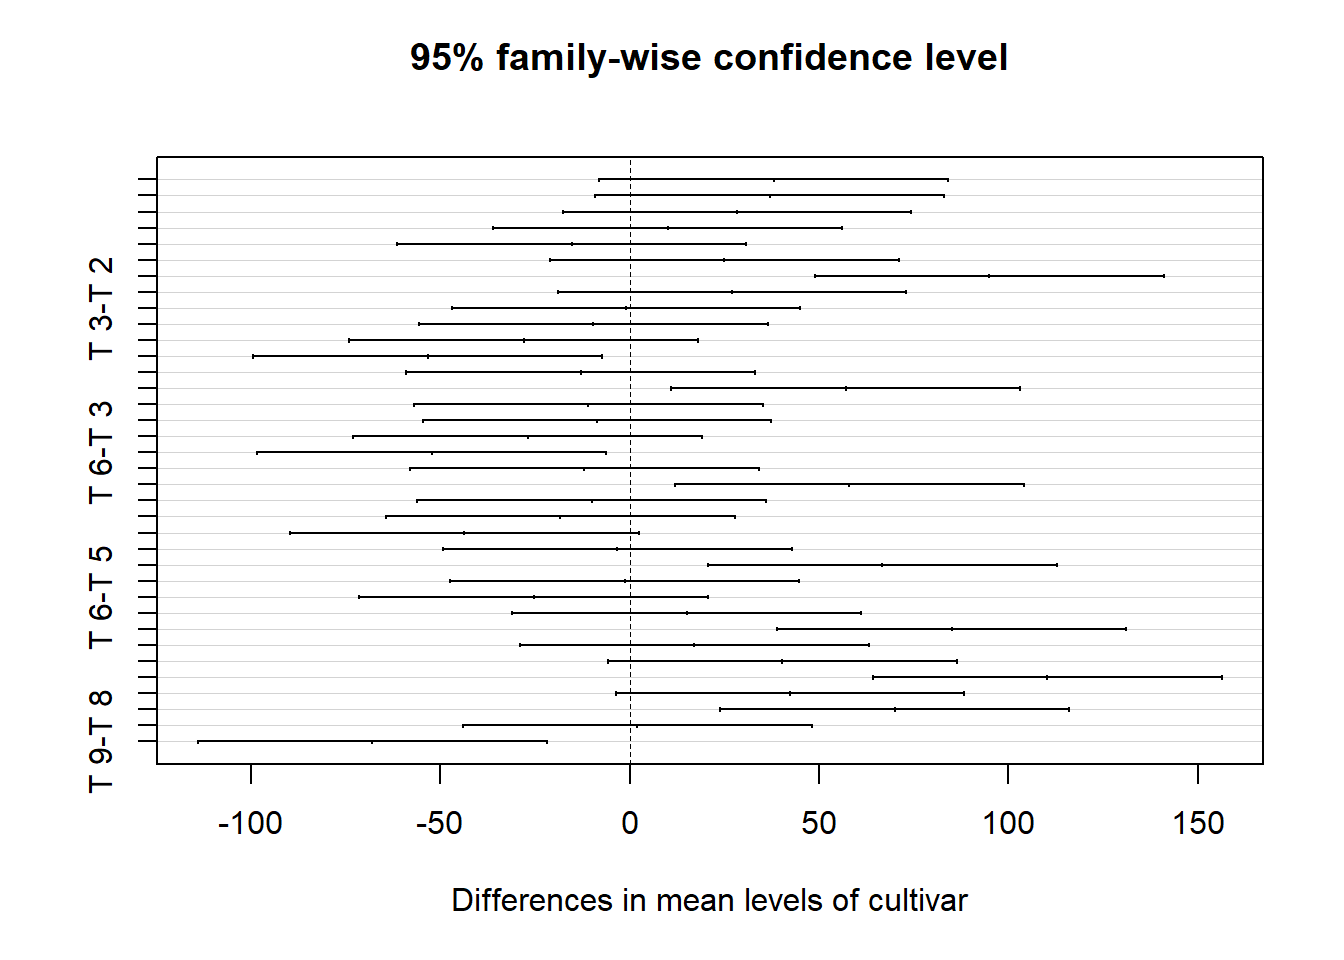 95% family-wise confidence level
T 3-T 2
T 6-T 3
T 6-T 5
T 9-T 8
-100 -50 0 50 100 150
Differences in mean levels of cultivar